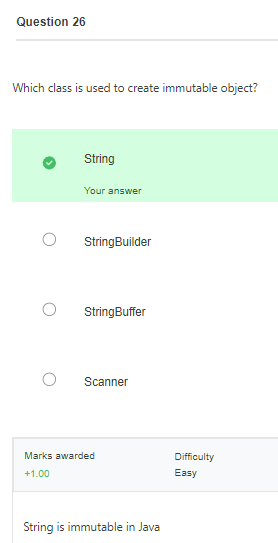 Question 26
Which class is used to create immutable object?
String
Your answer
StringBuilder
StringBuffer
Scanner
Marks awarded
Difficulty
+1.00
Easy
String is immutable in Java